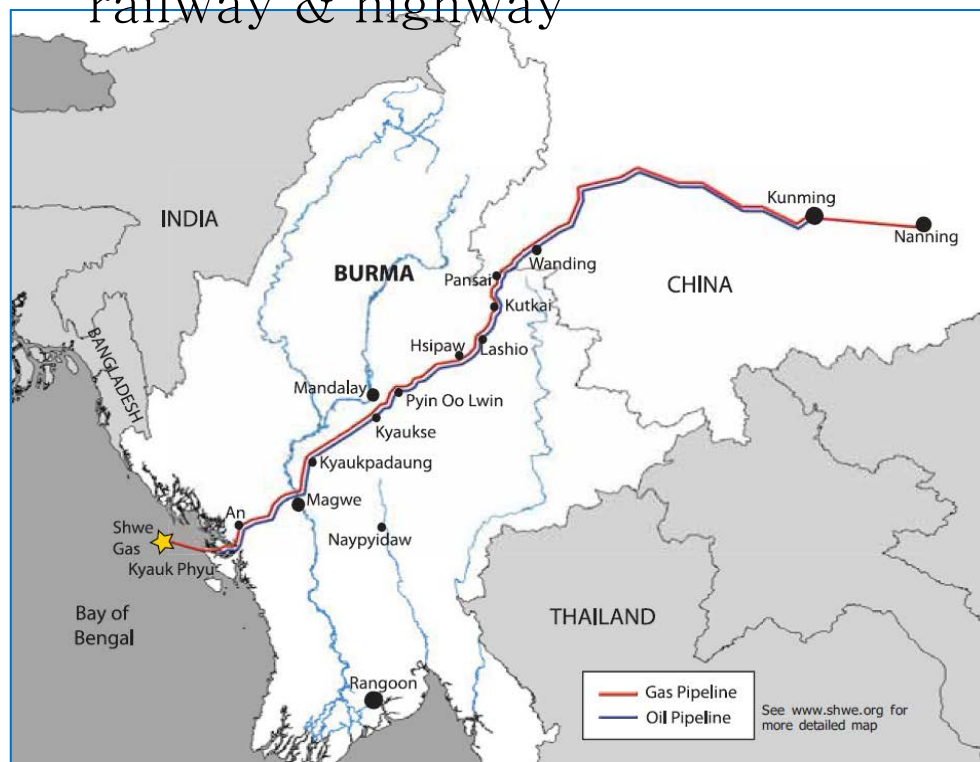 railway & highway
INDIA
BURMA
BANGLADESH
CHINA
Kunming
Nanning
Wanding
Pansai
Kutkai
Hsipaw
Lashio
Mandalay
Pyin Oo Lwin
Kyaukse
Kyaukpadaung
Magwe
An
Shwe
Gas
Naypyidaw
Kyauk Phyu
Bay of
Bengal
THAILAND
Rangoon
Gas Pipeline
Oil Pipeline
See www.shwe.org for
more detailed map